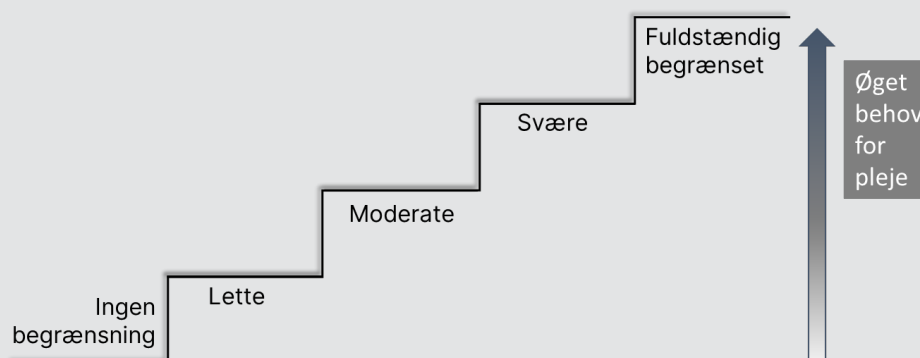 Fuldstændig
begrænset
Øget
behov
for
pleje
Svære
Moderate
Lette
Ingen
begrænsning